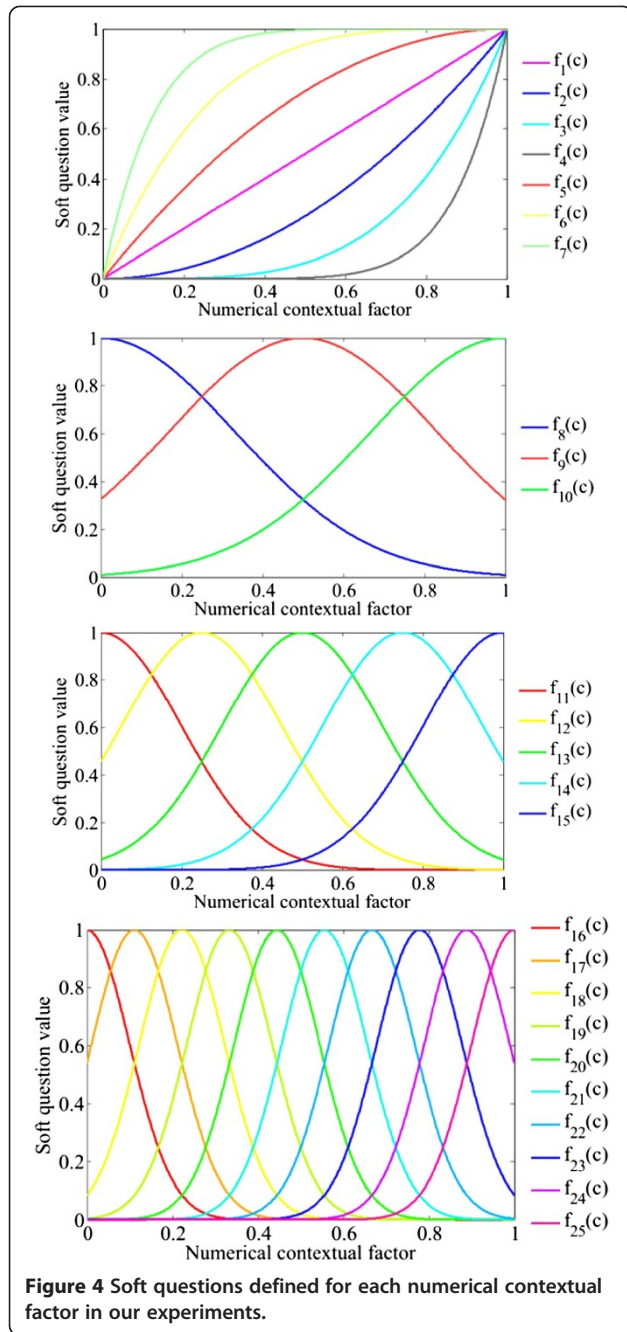 1
0.8
0.6
0.4
0.2
0
Soft question value
0 0.2 0.4 0.6 0.8 1
Numerical contextual factor
f1(c)
f2(c)
f3(c)
f4(c)
f5(c)
f6(c)
f7(c)
1
0.8
0.6
0.4
0.2
0
Soft question value
0 0.2 0.4 0.6 0.8 1
Numerical contextual factor
f8(c)
f9(c)
f10(c)
1
0.8
0.6
0.4
0.2
0
Soft question value
0 0.2 0.4 0.6 0.8 1
Numerical contextual factor
f11(c)
f12(c)
f13(c)
f14(c)
f15(c)
1
0.8
0.6
0.4
0.2
0
Soft question value
0 0.2 0.4 0.6 0.8 1
Numerical contextual factor
f16(c)
f17(c)
f18(c)
f19(c)
f20(c)
f21(c)
f22(c)
f23(c)
f24(c)
f25(c)
Figure 4 Soft questions defined for each numerical contextual
factor in our experiments.